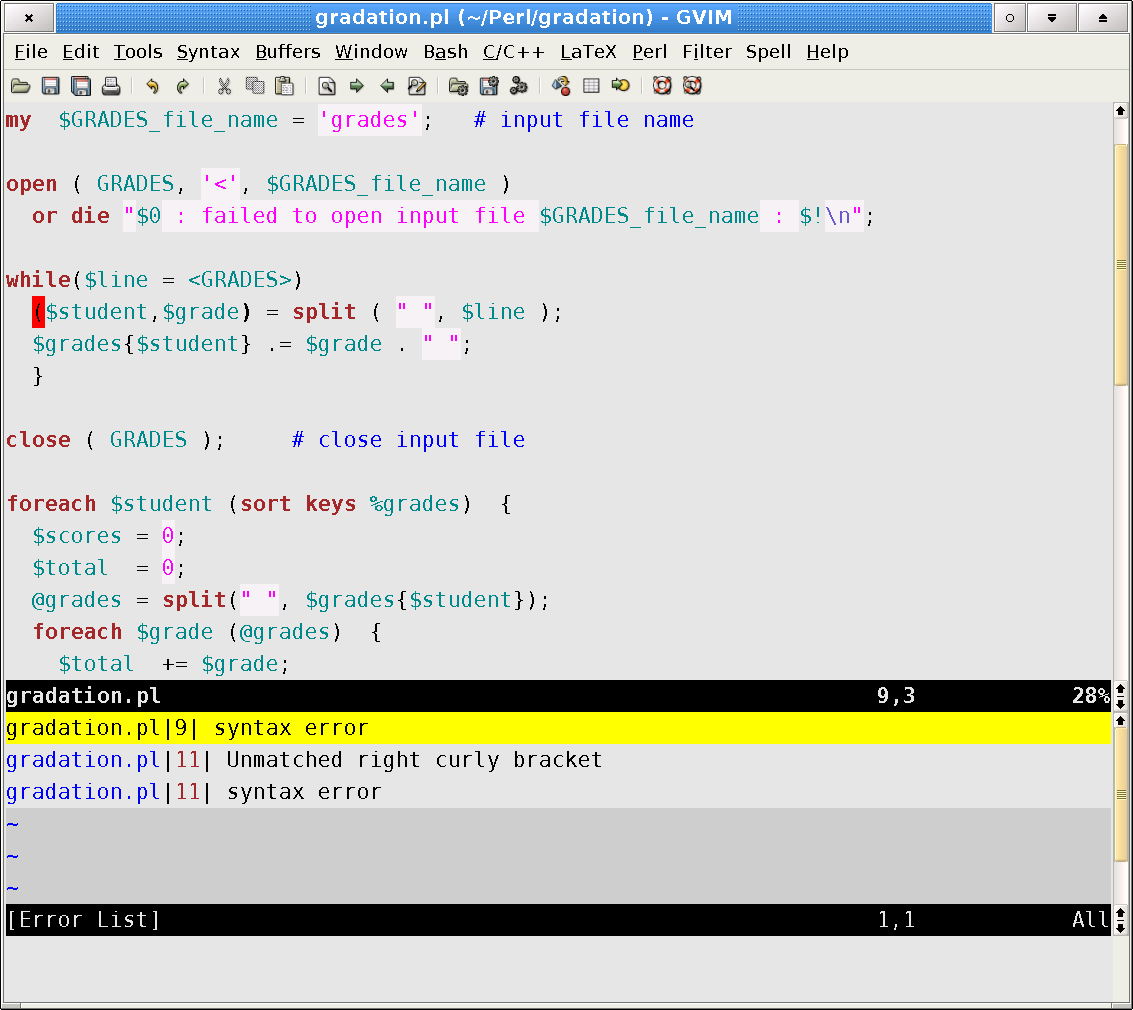 gradation.pl (~/Perl/gradation) - GVIM
File Edit Tools Syntax Buffers Window Bash C/C++ LaTeX Perl Filter Spell Help
my  $GRADES_file_name = 'grades';   # input file name
open ( GRADES, '<', $GRADES_file_name )
  or die "$0 : failed to open input file $GRADES_file_name : $!\n";
while($line = <GRADES>)
  ($student,$grade) = split ( " ", $line );
  $grades{$student} .= $grade . " ";
  }
close ( GRADES );     # close input file
foreach $student (sort keys %grades)  {
  $scores = 0;
  $total  = 0;
  @grades = split(" ", $grades{$student});
  foreach $grade (@grades)  {
    $total  += $grade;
gradation.pl 9,3 28%
gradation.pl|9| syntax error
gradation.pl|11| Unmatched right curly bracket
gradation.pl|11| syntax error
~
~
~
[Error List] 1,1 All